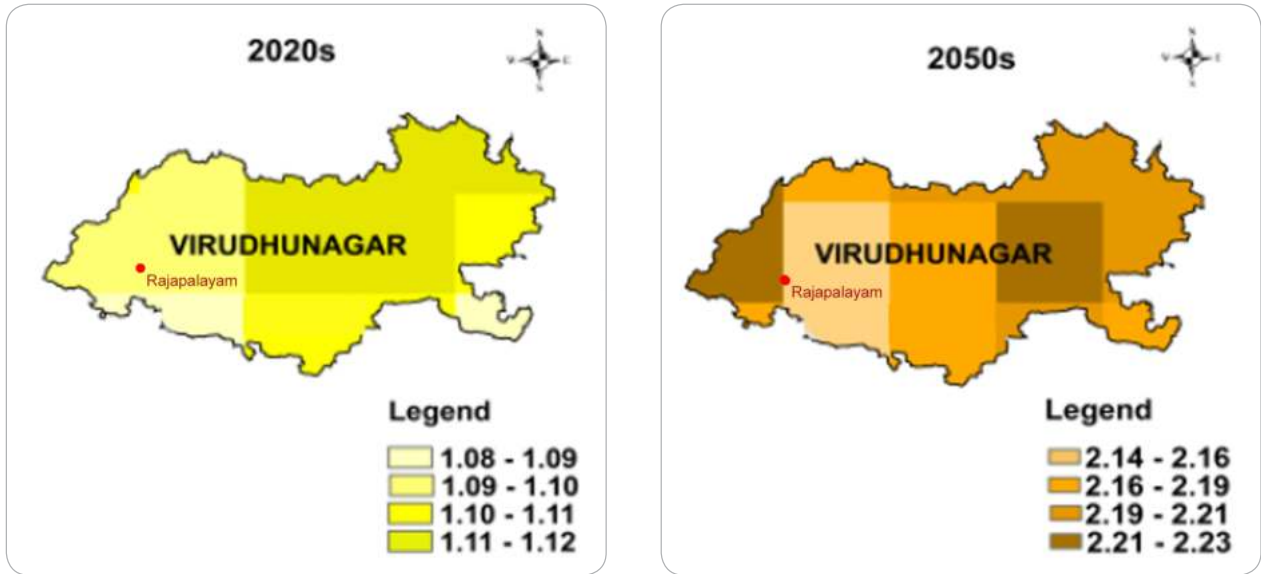 2020s
N
E
S
VIRUDHUNAGAR
Rajapalayam
Legend
1.08 - 1.09
1.09 - 1.10
1.10 - 1.11
1.11 - 1.12
2050s
N
E
S
VIRUDHUNAGAR
Rajapalayam
Legend
2.14 - 2.16
2.16 - 2.19
2.19 - 2.21
2.21 - 2.23